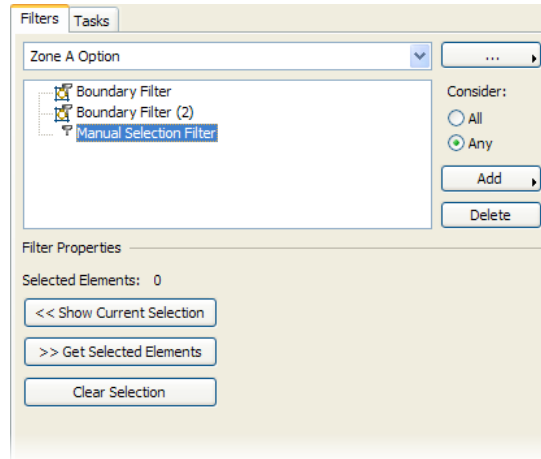 Filters Tasks
Zone A Option ...
Boundary Filter
Boundary Filter (2)
Manual Selection Filter
Consider:
All
Any
Add
Delete
Filter Properties
Selected Elements: 0
<< Show Current Selection
>> Get Selected Elements
Clear Selection